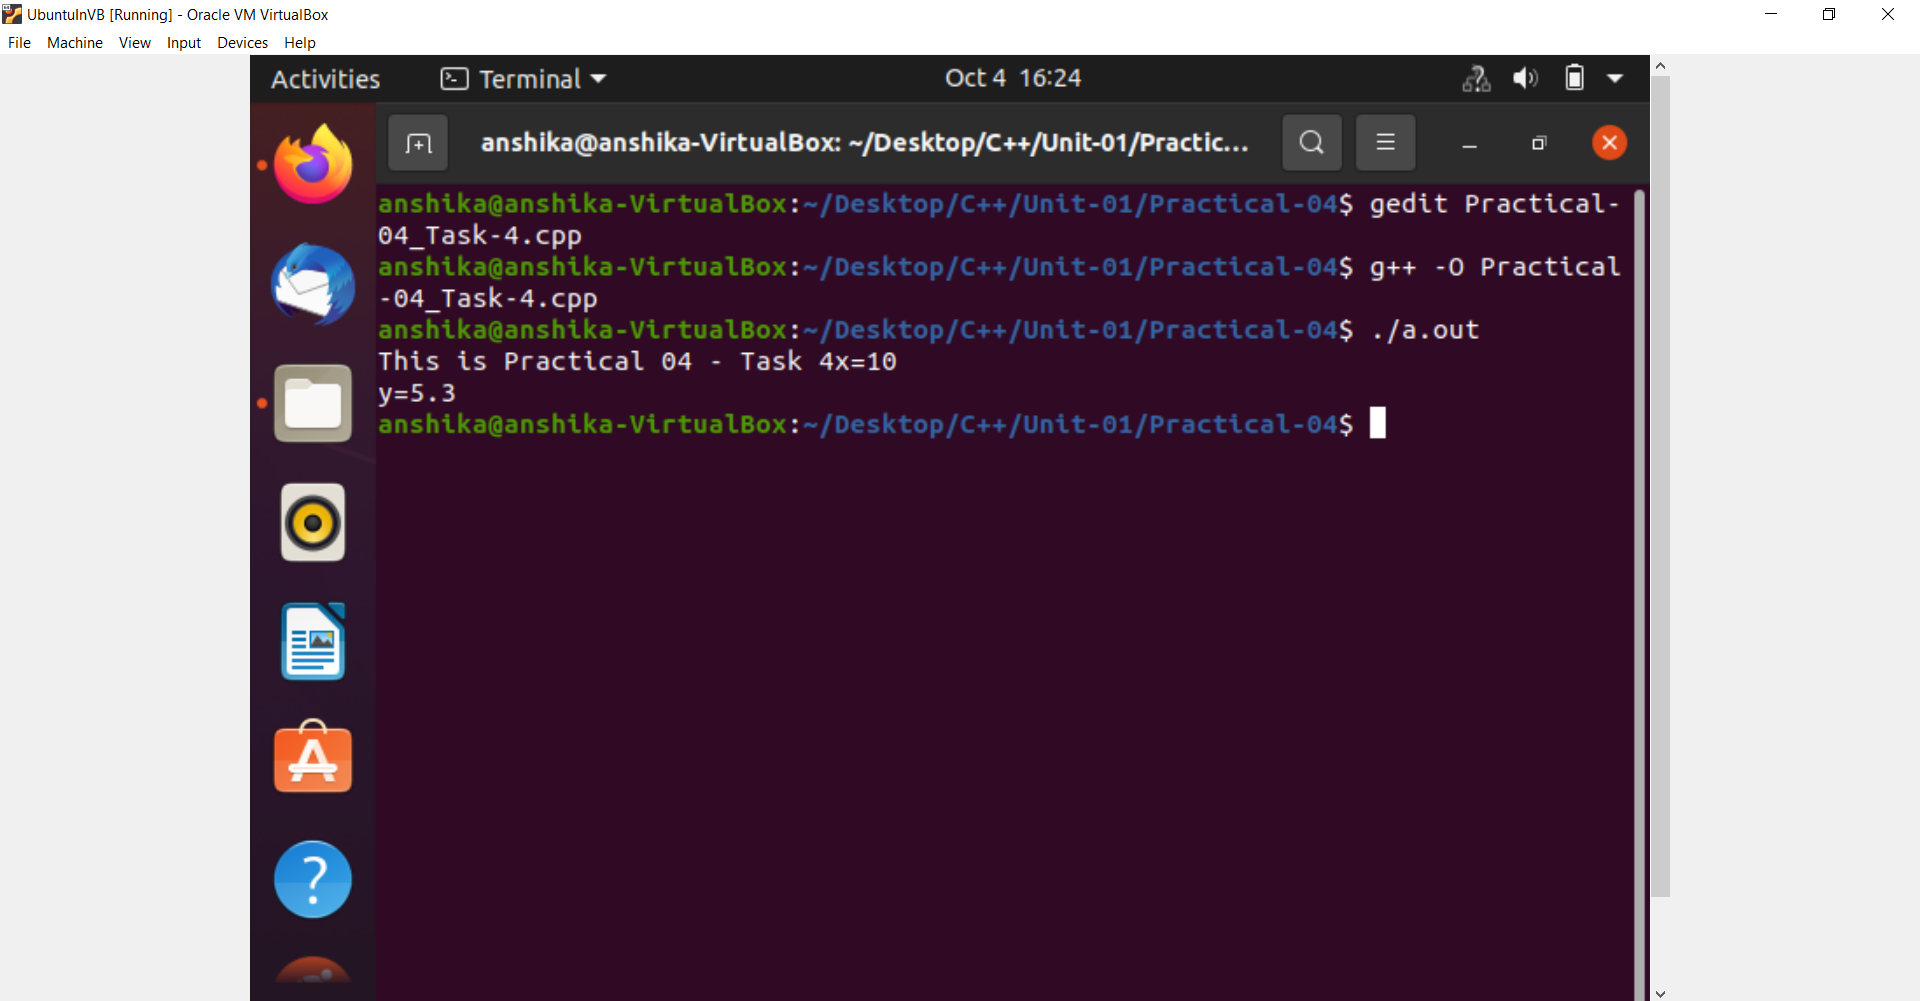 UbuntuInVB [Running] - Oracle VM VirtualBox
File Machine View Input Devices Help
Activities Terminal Oct 4 16:24
anshika@anshika-VirtualBox: ~/Desktop/C++/Unit-01/Practic...
anshika@anshika-VirtualBox:~/Desktop/C++/Unit-01/Practical-04$ gedit Practical-
04_Task-4.cpp
anshika@anshika-VirtualBox:~/Desktop/C++/Unit-01/Practical-04$ g++ -O Practical
-04_Task-4.cpp
anshika@anshika-VirtualBox:~/Desktop/C++/Unit-01/Practical-04$ ./a.out
This is Practical 04 - Task 4x=10
y=5.3
anshika@anshika-VirtualBox:~/Desktop/C++/Unit-01/Practical-04$